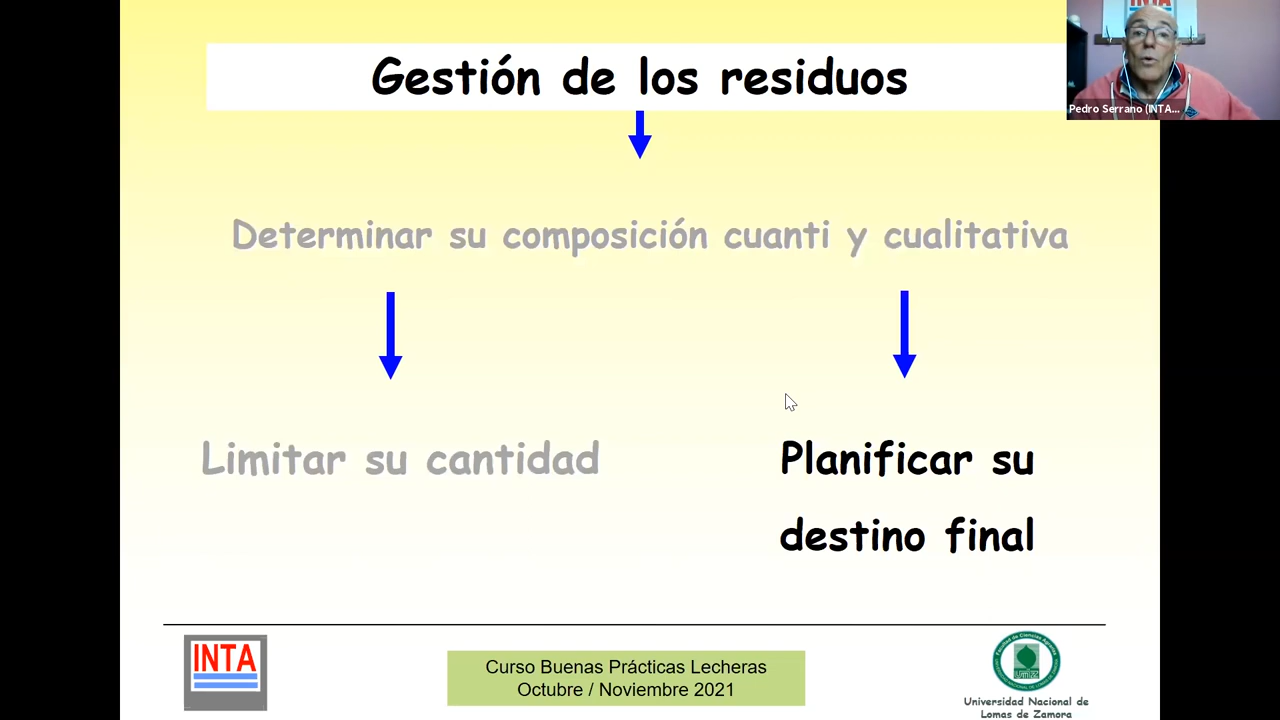 Gestión de los residuos
INTA
Pedro Serrano (INTA...
Determinar su composición cuanti y cualitativa
Limitar su cantidad
Planificar su
destino final
INTA
Curso Buenas Prácticas Lecheras
Octubre / Noviembre 2021
Universidad Nacional de
Lomas de Zamora